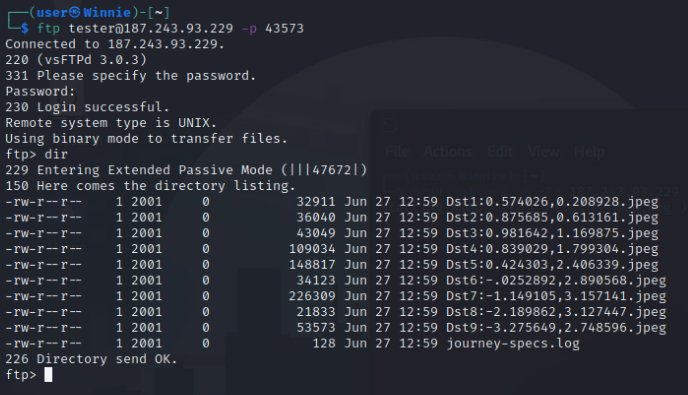 (user㉿Winnie)-[~]
$ ftp tester@187.243.93.229 -p 43573
Connected to 187.243.93.229.
220 (vsFTPd 3.0.3)
331 Please specify the password.
Password:
230 Login successful.
Remote system type is UNIX.
Using binary mode to transfer files.
ftp> dir
229 Entering Extended Passive Mode (|||47672|)
150 Here comes the directory listing.
-rw-r--r-- 1 2001 0 32911 Jun 27 12:59 Dst1:0.574026,0.208928.jpeg
-rw-r--r-- 1 2001 0 36040 Jun 27 12:59 Dst2:0.875685,0.613161.jpeg
-rw-r--r-- 1 2001 0 43049 Jun 27 12:59 Dst3:0.981642,1.169875.jpeg
-rw-r--r-- 1 2001 0 109034 Jun 27 12:59 Dst4:0.839029,1.799304.jpeg
-rw-r--r-- 1 2001 0 148817 Jun 27 12:59 Dst5:0.424303,2.406339.jpeg
-rw-r--r-- 1 2001 0 34123 Jun 27 12:59 Dst6:-.0252892,2.890568.jpeg
-rw-r--r-- 1 2001 0 226309 Jun 27 12:59 Dst7:-1.149105,3.157141.jpeg
-rw-r--r-- 1 2001 0 21833 Jun 27 12:59 Dst8:-2.189862,3.127447.jpeg
-rw-r--r-- 1 2001 0 53573 Jun 27 12:59 Dst9:-3.275649,2.748596.jpeg
-rw-r--r-- 1 2001 0 128 Jun 27 12:59 journey-specs.log
226 Directory send OK.
ftp>
File Actions Edit View Help